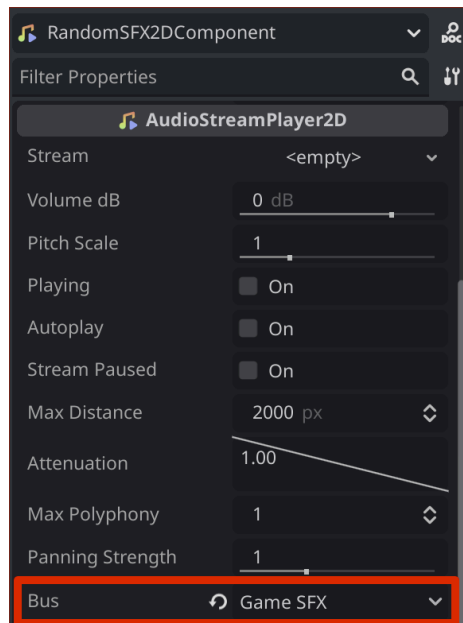 RandomSFX2DComponent DOC
Filter Properties
AudioStreamPlayer2D
Stream <empty>
Volume dB 0 dB
Pitch Scale 1
Playing On
Autoplay On
Stream Paused On
Max Distance 2000 px
Attenuation 1.00
Max Polyphony 1
Panning Strength 1
Bus Game SFX